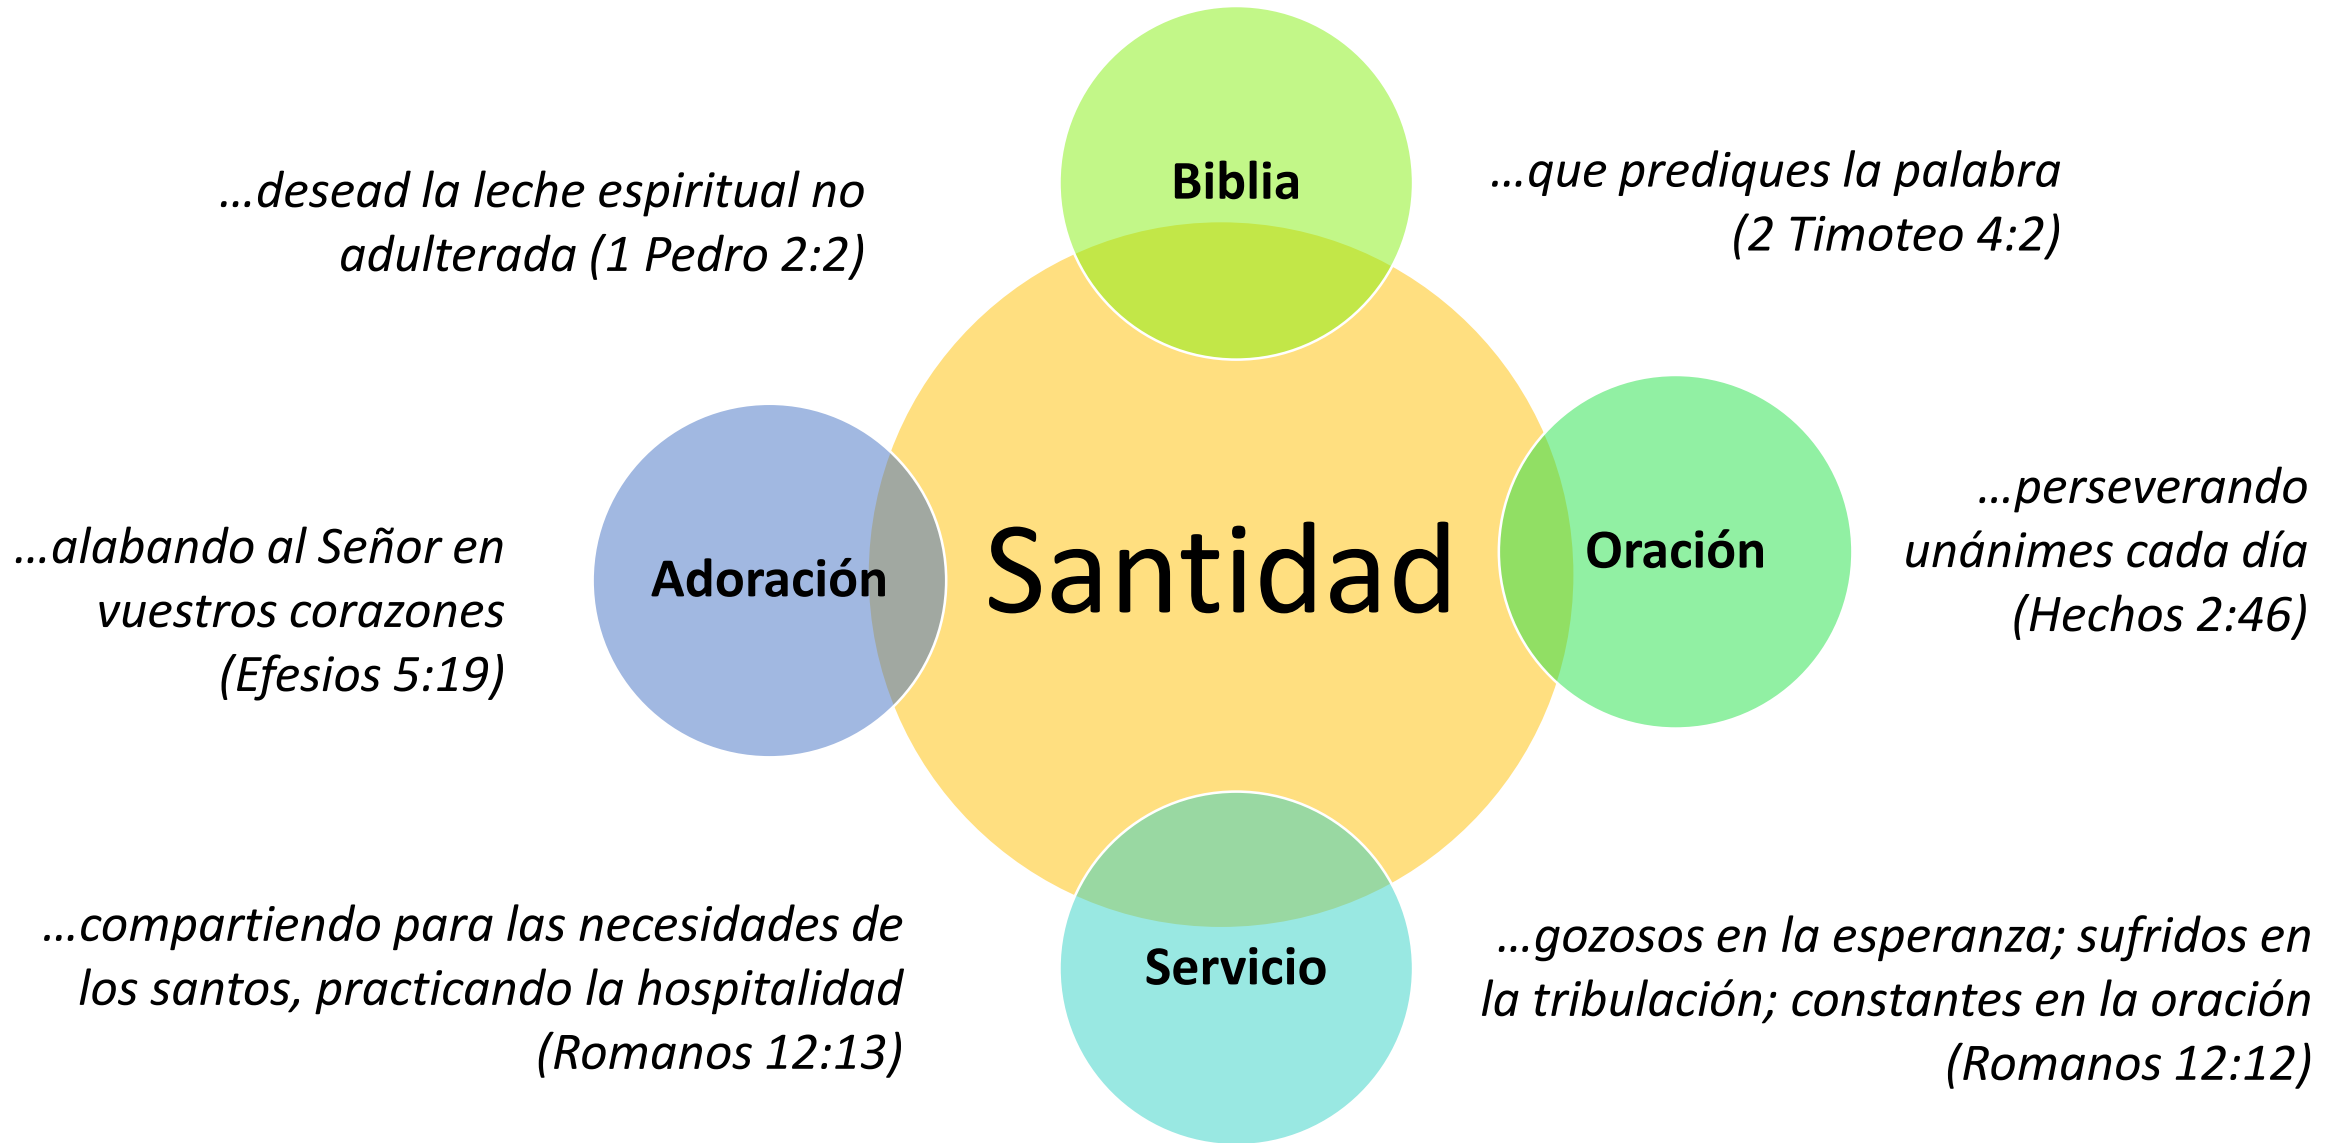 Biblia
…desead la leche espiritual no
adulterada (1 Pedro 2:2)
…que prediques la palabra
(2 Timoteo 4:2)
Adoración
Santidad
Oración
…alabando al Señor en
vuestros corazones
(Efesios 5:19)
…perseverando
unánimes cada día
(Hechos 2:46)
Servicio
…compartiendo para las necesidades de
los santos, practicando la hospitalidad
(Romanos 12:13)
…gozosos en la esperanza; sufridos en
la tribulación; constantes en la oración
(Romanos 12:12)